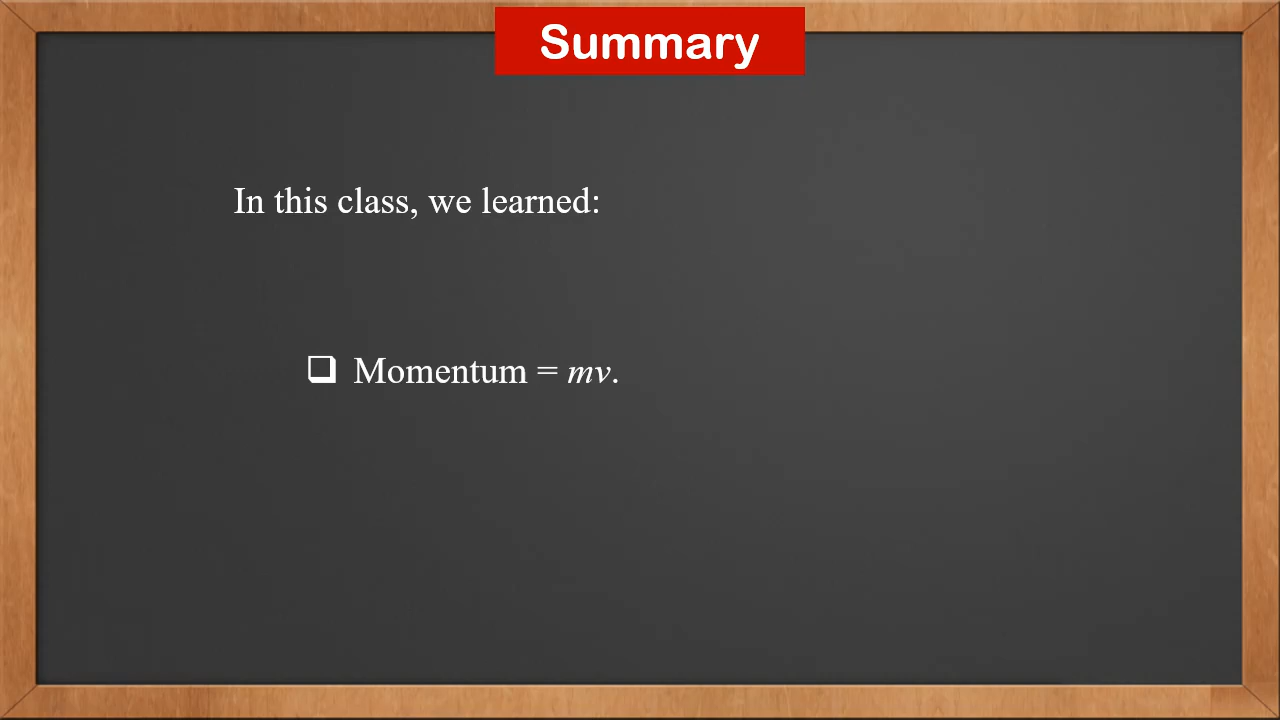 Summary
In this class, we learned:
❑ Momentum = mv.